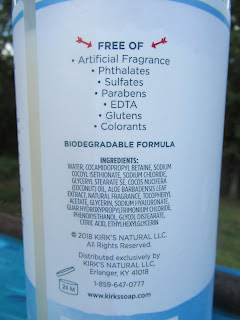 FREE OF
• Artificial Fragrance
• Phthalates
• Sulfates
• Parabens
• EDTA
• Glutens
• Colorants
BIODEGRADABLE FORMULA
INGREDIENTS:
WATER, COCAMIDOPROPYL BETAINE, SODIUM
COCOYL ISETHIONATE, SODIUM CHLORIDE,
GLYCERYL STEARATE SE, COCOS NUCIFERA
(COCONUT) OIL, ALOE BARBADENSIS LEAF
EXTRACT, NATURAL FRAGRANCE, TOCOPHERYL
ACETATE, GLYCERIN, SODIUM HYALURONATE,
GUAR HYDROXYPROPYLTRIMONIUM CHLORIDE,
PHENOXYETHANOL, GLYCOL DISTEARATE,
CITRIC ACID, ETHYLHEXYLGLYCERIN
© 2018 KIRK'S NATURAL LLC.
All Rights Reserved.
Distributed exclusively by
KIRK'S NATURAL LLC,
Erlanger, KY 41018
24 M
1-859-647-0777
www.kirkssoap.com